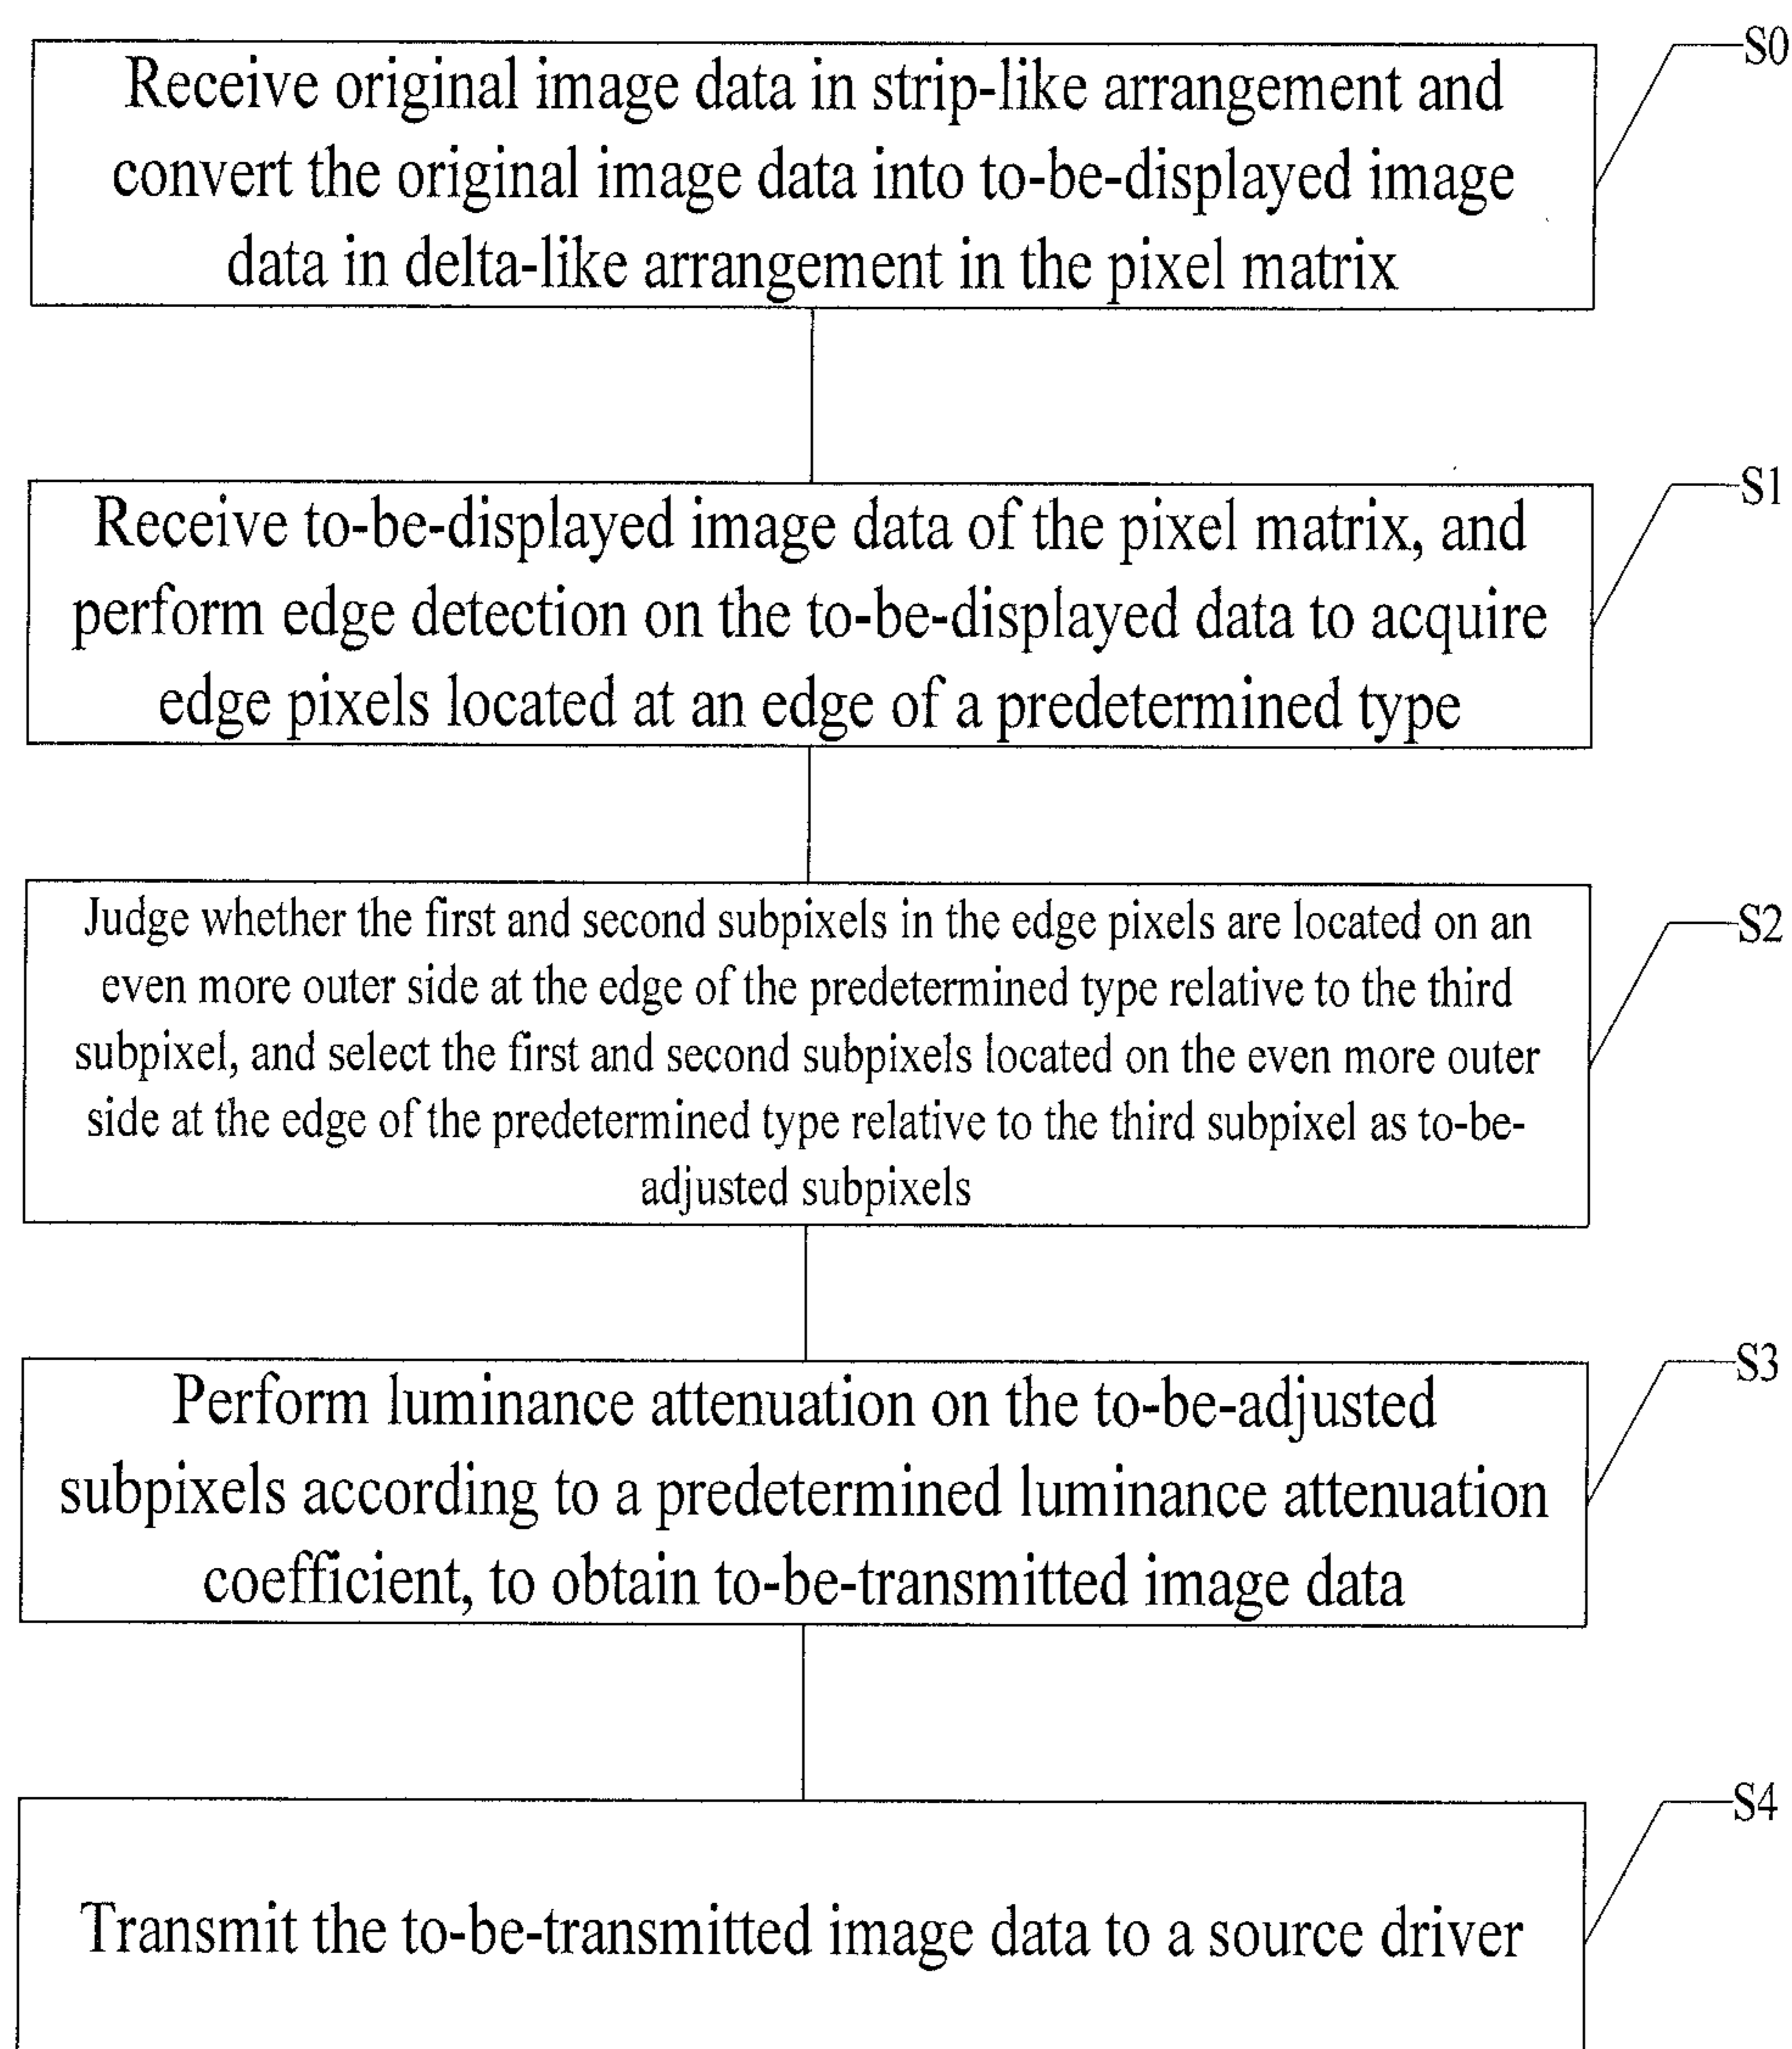 Receive original image data in strip-like arrangement and
convert the original image data into to-be-displayed image
data in delta-like arrangement in the pixel matrix
S0
Receive to-be-displayed image data of the pixel matrix, and
perform edge detection on the to-be-displayed data to acquire
edge pixels located at an edge of a predetermined type
S1
Judge whether the first and second subpixels in the edge pixels are located on an
even more outer side at the edge of the predetermined type relative to the third
subpixel, and select the first and second subpixels located on the even more outer
side at the edge of the predetermined type relative to the third subpixel as to-be-
adjusted subpixels
S2
Perform luminance attenuation on the to-be-adjusted
subpixels according to a predetermined luminance attenuation
coefficient, to obtain to-be-transmitted image data
S3
Transmit the to-be-transmitted image data to a source driver
S4